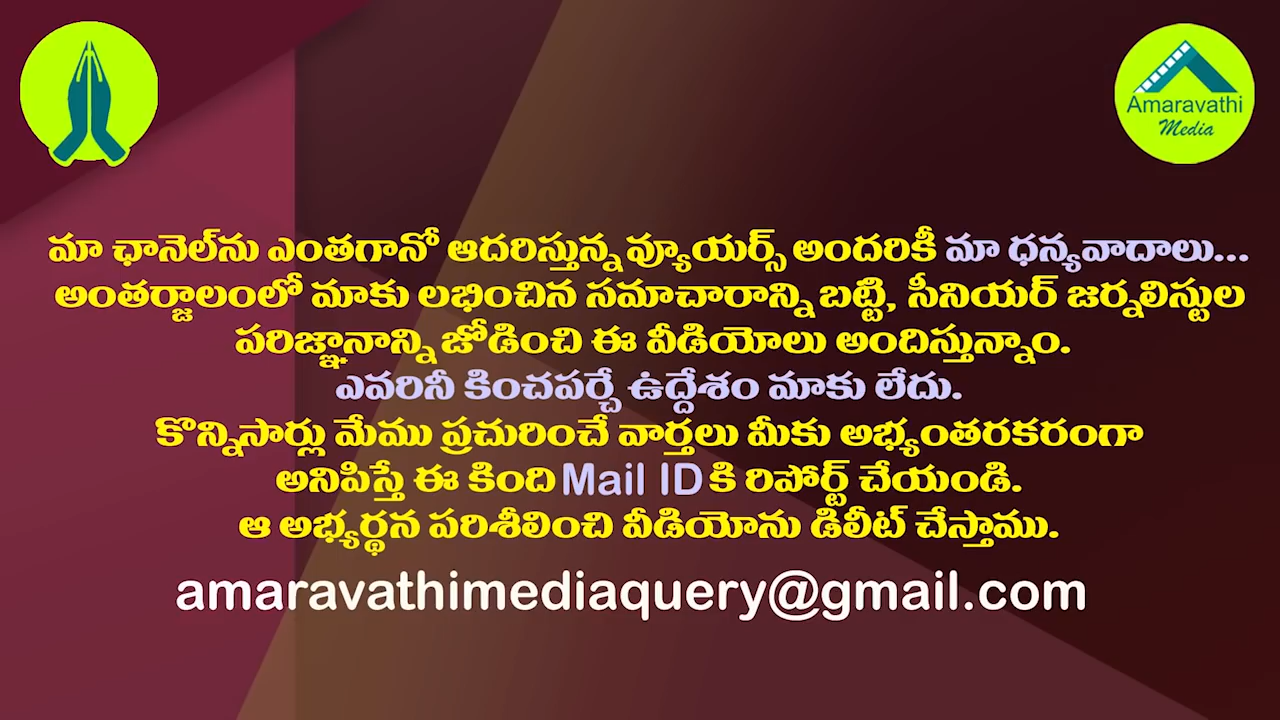 Amaravathi
Media
మా ఛానెల్‌ను ఎంతగానో ఆదరిస్తున్న వ్యూయర్స్ అందరికీ మా ధన్యవాదాలు...
అంతర్జాలంలో మాకు లభించిన సమాచారాన్ని బట్టి, సీనియర్ జర్నలిస్టుల
పరిజ్ఞానాన్ని జోడించి ఈ వీడియోలు అందిస్తున్నాం.
ఎవరినీ కించపర్చే ఉద్దేశం మాకు లేదు.
కొన్నిసార్లు మేము ప్రచురించే వార్తలు మీకు అభ్యంతరకరంగా
అనిపిస్తే ఈ కింది Mail ID కి రిపోర్ట్ చేయండి.
ఆ అభ్యర్థన పరిశీలించి వీడియోను డిలీట్ చేస్తాము.
amaravathimediaquery@gmail.com